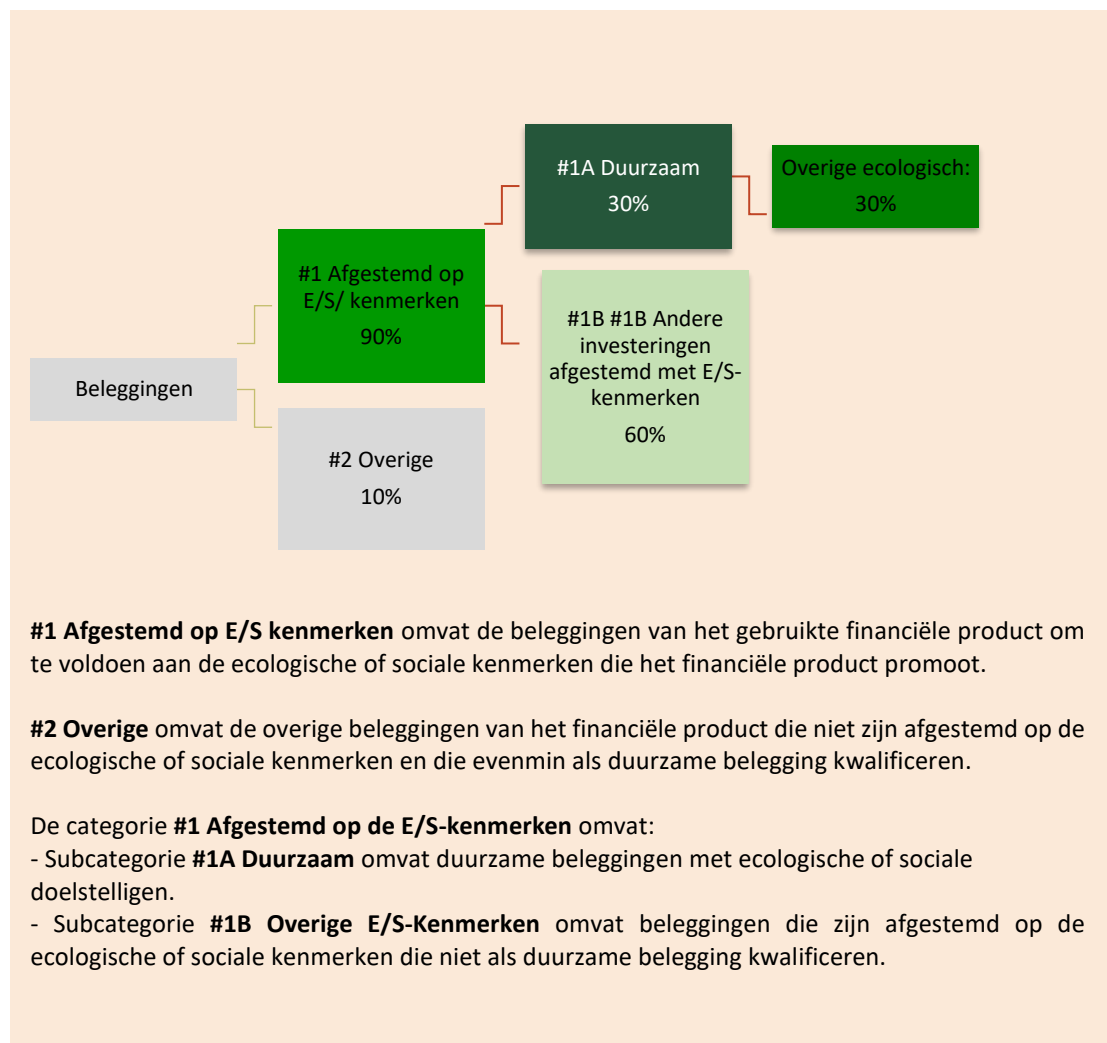 #1A Duurzaam
30%
Overige ecologisch:
30%
#1 Afgestemd op
E/S/ kenmerken
90%
#1B #1B Andere
investeringen
afgestemd met E/S-
kenmerken
60%
Beleggingen
#2 Overige
10%
#1 Afgestemd op E/S kenmerken omvat de beleggingen van het gebruikte financiële product om
te voldoen aan de ecologische of sociale kenmerken die het financiële product promoot.
#2 Overige omvat de overige beleggingen van het financiële product die niet zijn afgestemd op de
ecologische of sociale kenmerken en die evenmin als duurzame belegging kwalificeren.
De categorie #1 Afgestemd op de E/S-kenmerken omvat:
- Subcategorie #1A Duurzaam omvat duurzame beleggingen met ecologische of sociale
doelstelligen.
- Subcategorie #1B Overige E/S-Kenmerken omvat beleggingen die zijn afgestemd op de
ecologische of sociale kenmerken die niet als duurzame belegging kwalificeren.